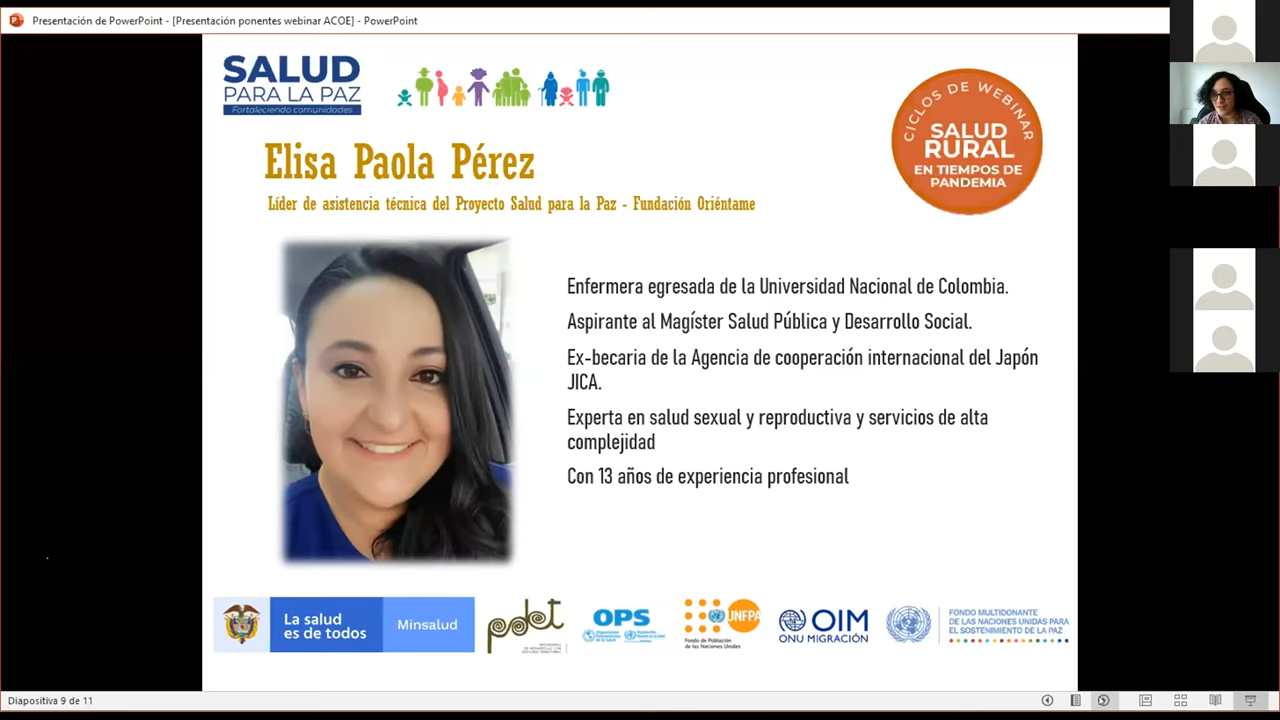 Presentación de PowerPoint - [Presentación ponentes webinar ACOE] - PowerPoint
SALUD
PARA LA PAZ
Fortaleciendo comunidades
CICLOS DE WEBINAR
SALUD
RURAL
EN TIEMPOS DE
PANDEMIA
Elisa Paola Pérez
Líder de asistencia técnica del Proyecto Salud para la Paz - Fundación Oriéntame
Enfermera egresada de la Universidad Nacional de Colombia.
Aspirante al Magíster Salud Pública y Desarrollo Social.
Ex-becaria de la Agencia de cooperación internacional del Japón
JICA.
Experta en salud sexual y reproductiva y servicios de alta
complejidad
Con 13 años de experiencia profesional
La salud
es de todos
Minsalud
pdet
OPS
UNFPA
Fondo de Población
de las Naciones Unidas
OIM
ONU MIGRACIÓN
FONDO MULTIDONANTE
DE LAS NACIONES UNIDAS PARA
EL SOSTENIMIENTO DE LA PAZ
Diapositiva 9 de 11